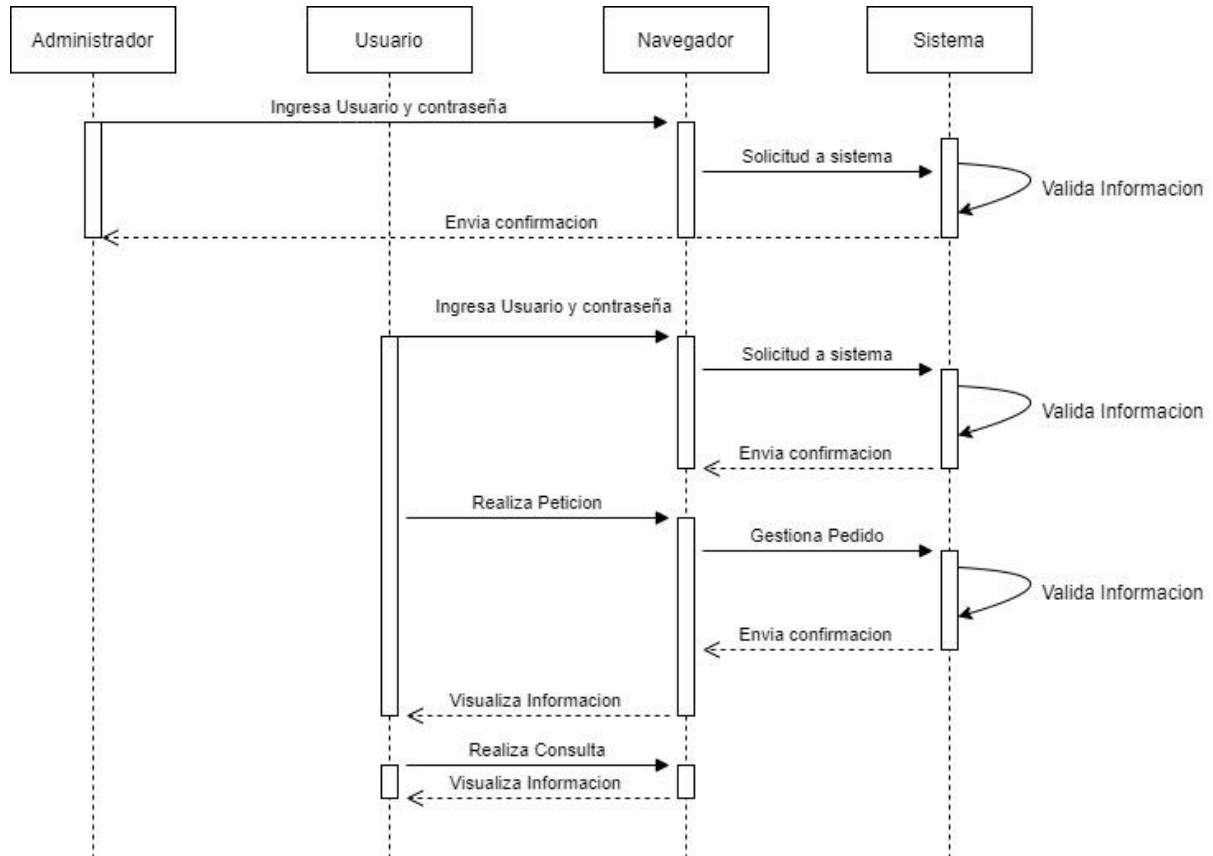 Administrador
Usuario
Navegador
Sistema
Ingresa Usuario y contraseña
Solicitud a sistema
Valida Informacion
Envia confirmacion
Ingresa Usuario y contraseña
Solicitud a sistema
Valida Informacion
Envia confirmacion
Realiza Peticion
Gestiona Pedido
Valida Informacion
Envia confirmacion
Visualiza Informacion
Realiza Consulta
Visualiza Informacion